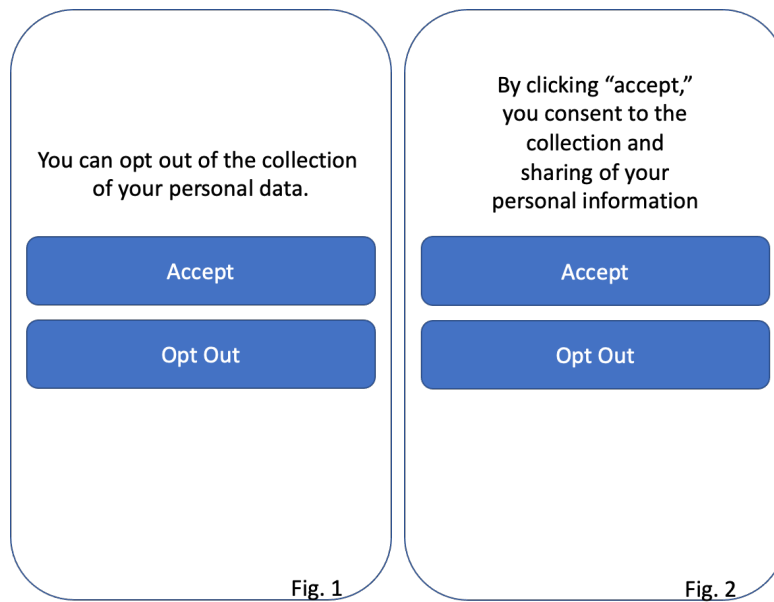 You can opt out of the collection
of your personal data.
Accept
Opt Out
Fig. 1
By clicking “accept,”
you consent to the
collection and
sharing of your
personal information
Accept
Opt Out
Fig. 2